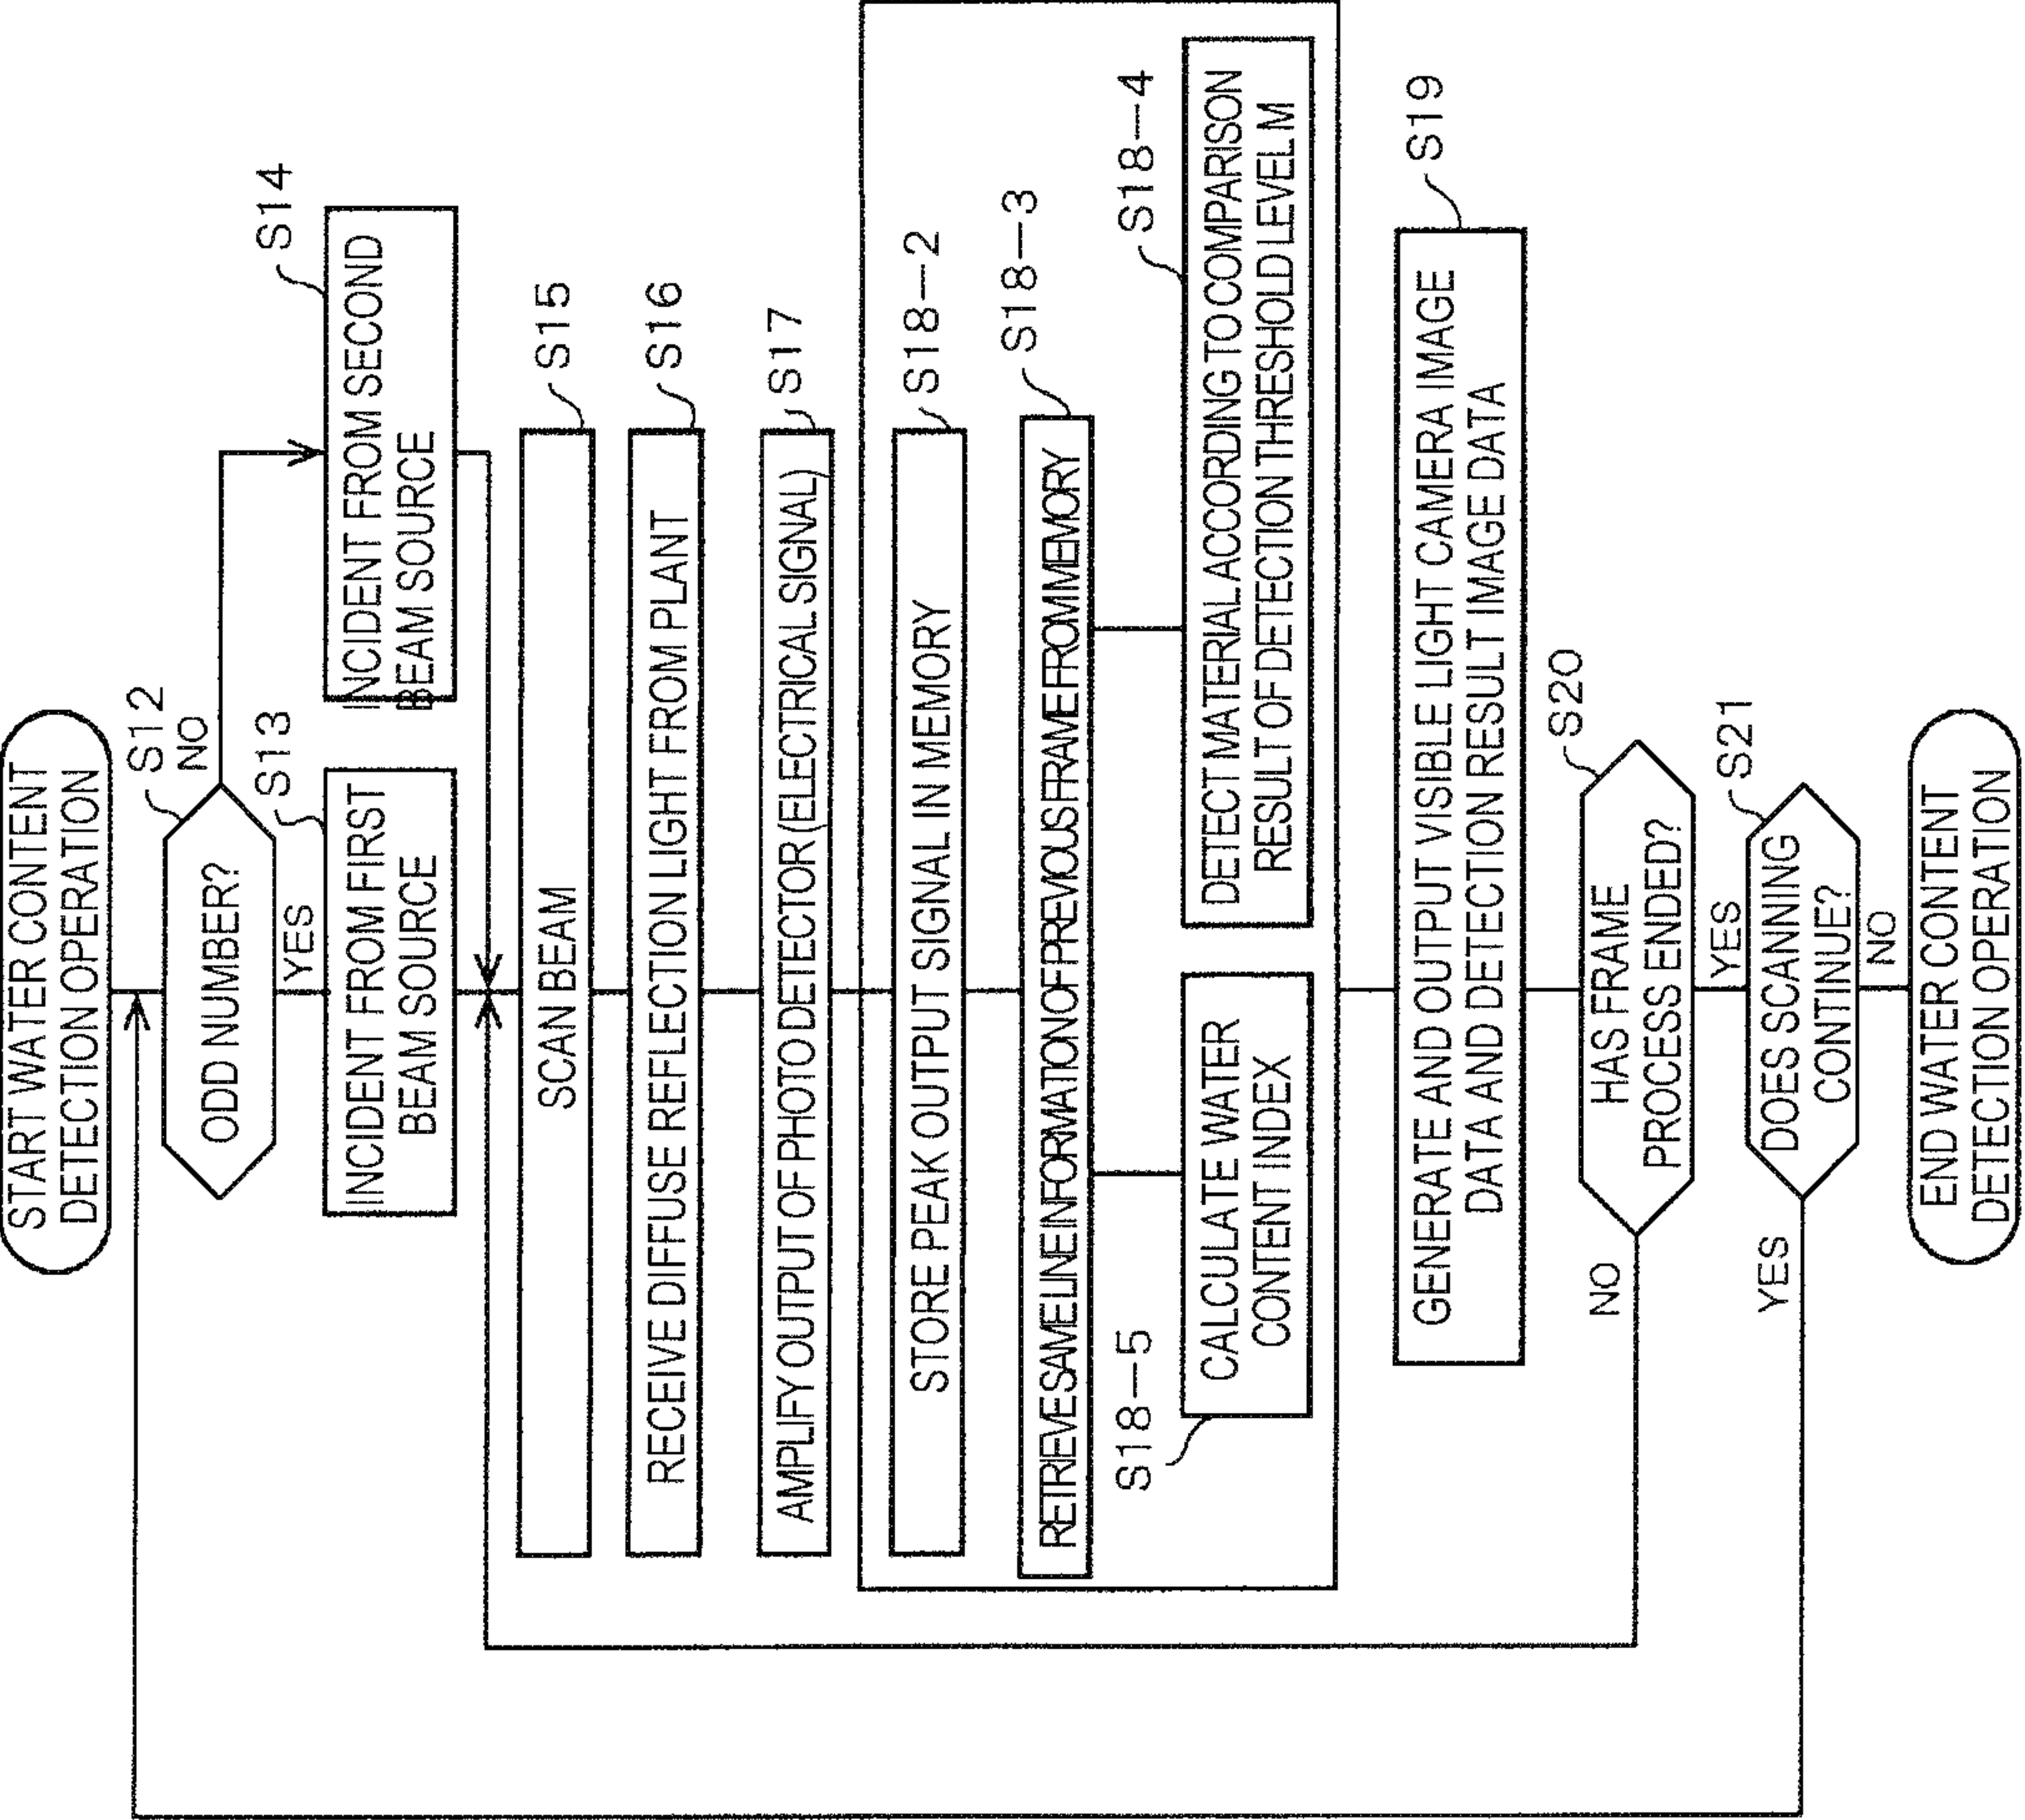 START WATER CONTENT
DETECTION OPERATION
S12
ODD NUMBER?
NO
YES
S13
INCIDENT FROM FIRST
BEAM SOURCE
S14
INCIDENT FROM SECOND
BEAM SOURCE
SCAN BEAM
S15
RECEIVE DIFFUSE REFLECTION LIGHT FROM PLANT
S16
AMPLIFY OUTPUT OF PHOTO DETECTOR (ELECTRICAL SIGNAL)
S17
STORE PEAK OUTPUT SIGNAL IN MEMORY
S18-2
RETRIEVE SAME LINE INFORMATION OF PREVIOUS FRAME FROM MEMORY
S18-3
S18-5
CALCULATE WATER
CONTENT INDEX
S18-4
DETECT MATERIAL ACCORDING TO COMPARISON
RESULT OF DETECTION THRESHOLD LEVEL M
GENERATE AND OUTPUT VISIBLE LIGHT CAMERA IMAGE
DATA AND DETECTION RESULT IMAGE DATA
S19
HAS FRAME
PROCESS ENDED?
S20
NO
YES
DOES SCANNING
CONTINUE?
S21
YES
NO
END WATER CONTENT
DETECTION OPERATION